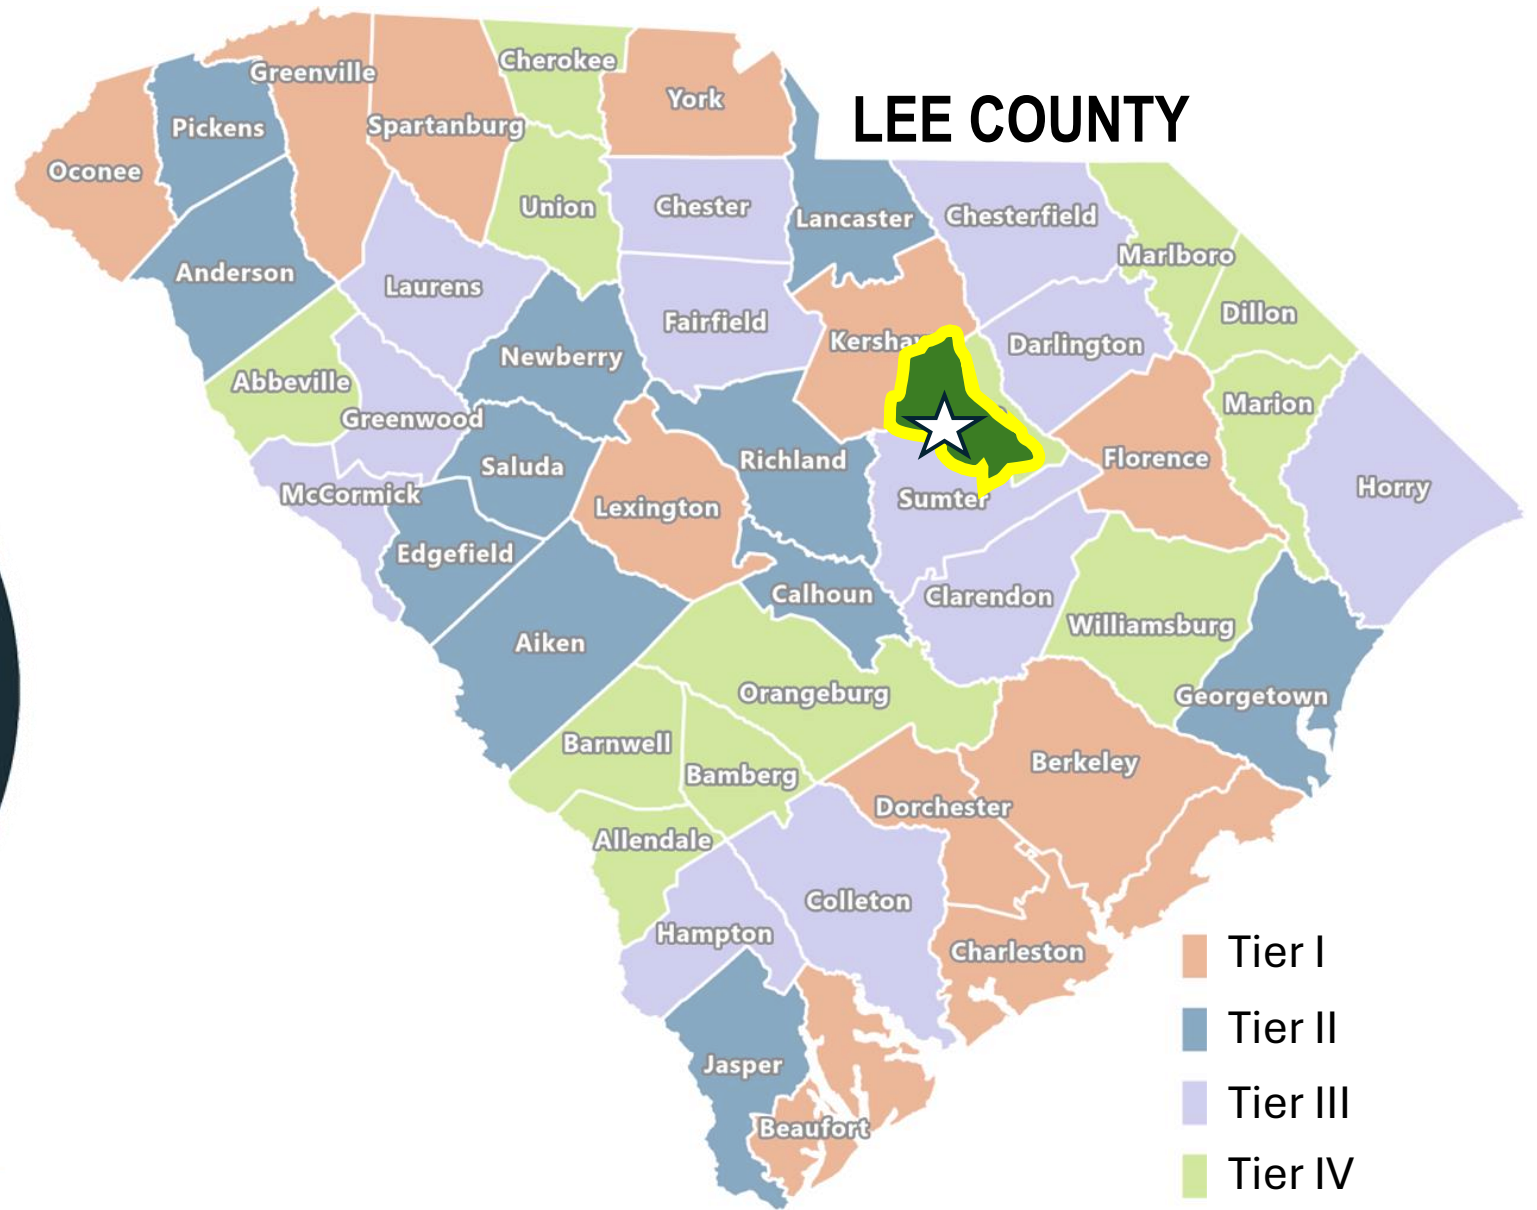 Cherokee
Greenville
York
LEE COUNTY
Pickens
Spartanburg
Oconee
Union
Chester
Lancaster
Chesterfield
Marlboro
Anderson
Laurens
Dillon
Fairfield
Kershaw
Darlington
Newberry
Abbeville
Marion
Greenwood
Richland
Florence
Saluda
Horry
McCormick
Sumter
Lexington
Edgefield
Calhoun
Clarendon
Williamsburg
Aiken
Orangeburg
Georgetown
Barnwell
Berkeley
Bamberg
Dorchester
Allendale
Colleton
Hampton
Charleston
Tier I
Tier II
Jasper
Tier III
Beaufort
Tier IV